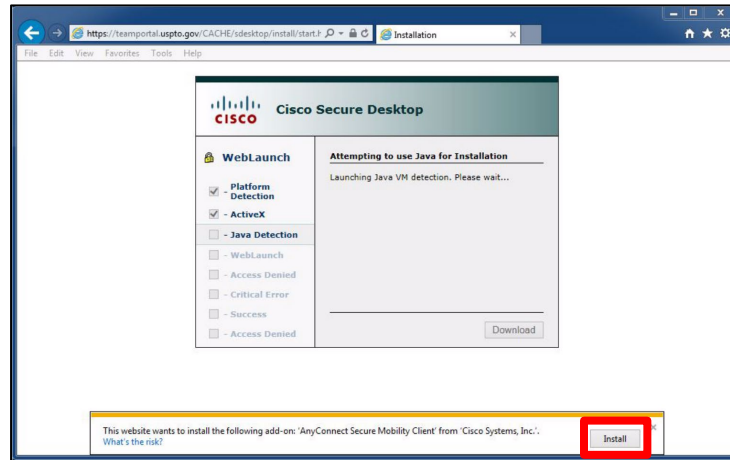 https://teamportal.uspto.gov/CACHE/sdesktop/install/start.h
Installation
File Edit View Favorites Tools Help
CISCO
Cisco Secure Desktop
WebLaunch
- Platform
Detection
- ActiveX
- Java Detection
- WebLaunch
- Access Denied
- Critical Error
- Success
- Access Denied
Attempting to use Java for Installation
Launching Java VM detection. Please wait...
Download
This website wants to install the following add-on: 'AnyConnect Secure Mobility Client' from 'Cisco Systems, Inc.'.
What's the risk?
Install